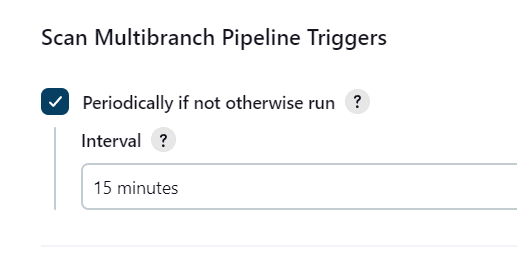 Scan Multibranch Pipeline Triggers
Periodically if not otherwise run ?
Interval ?
15 minutes